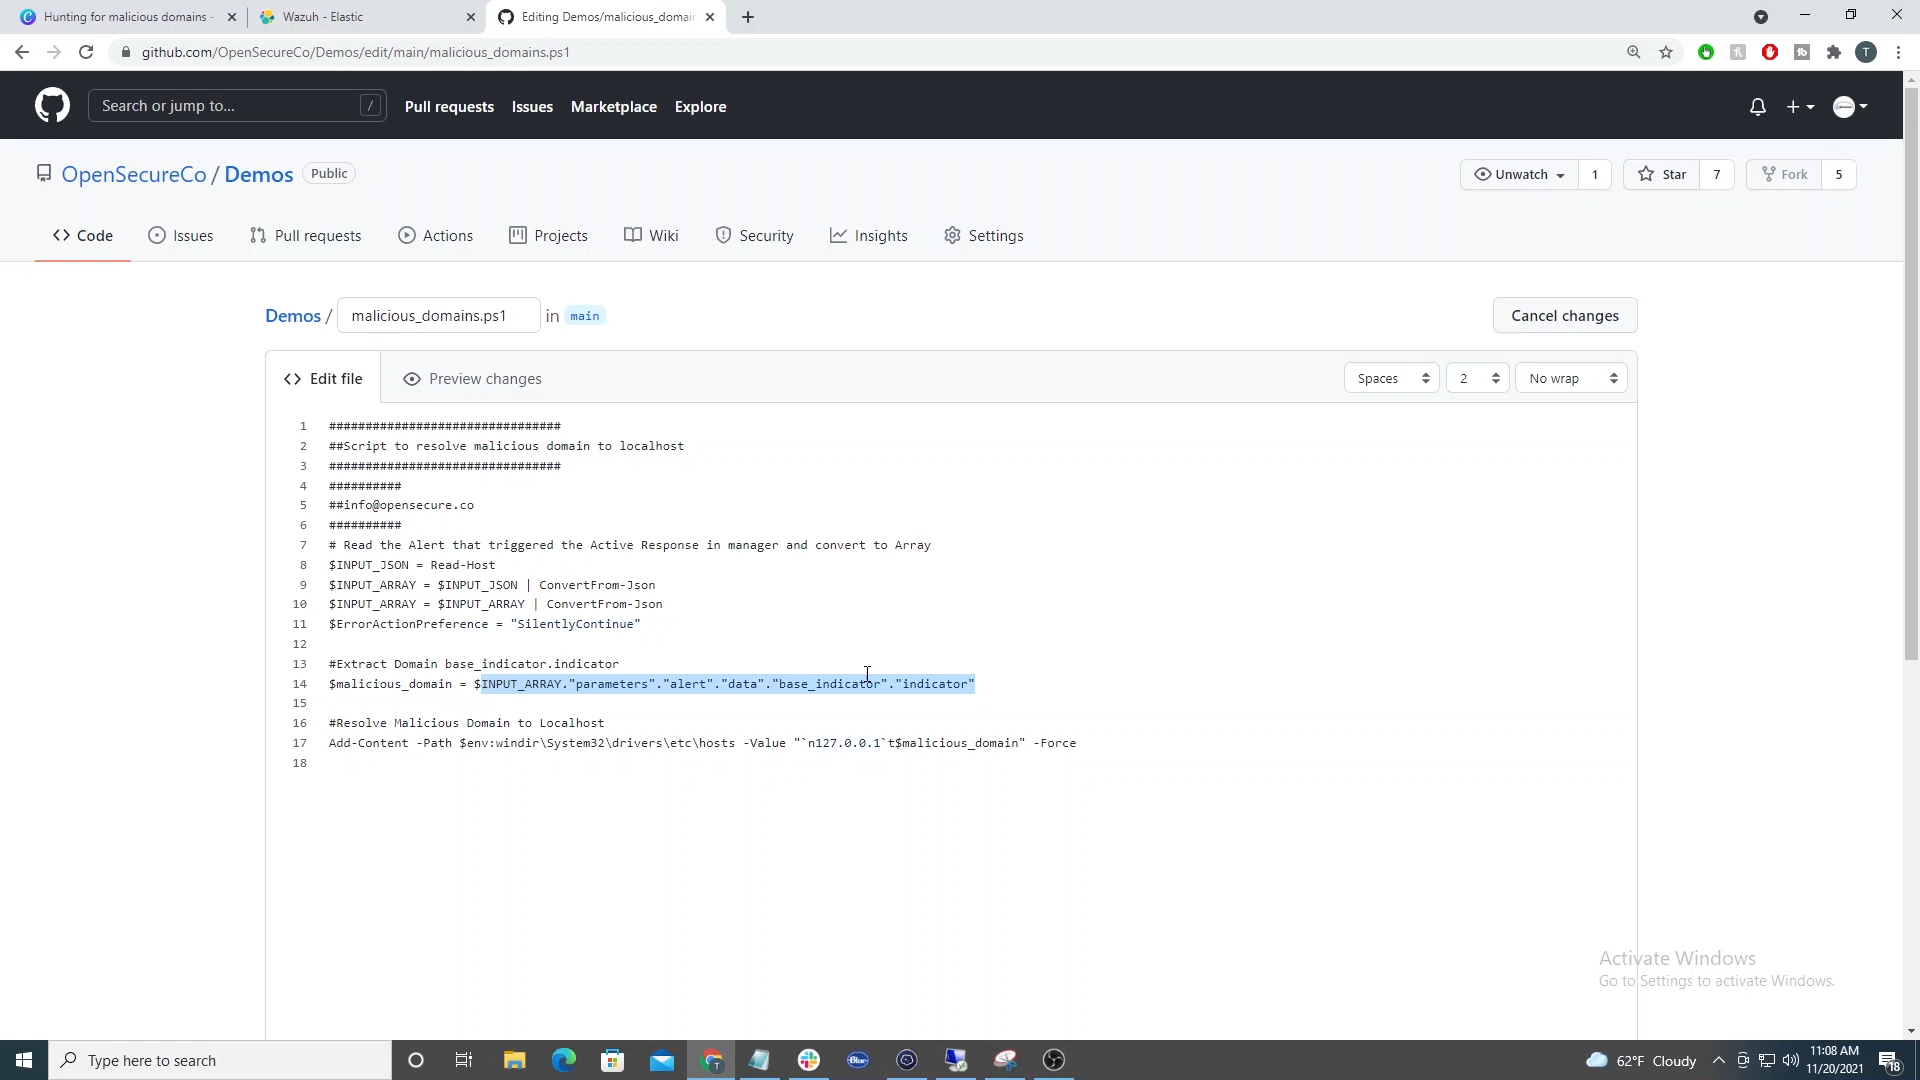 Hunting for malicious domains -
Wazuh - Elastic
Editing Demos/malicious_domain
github.com/OpenSecureCo/Demos/edit/main/malicious_domains.ps1
T
Search or jump to... /
Pull requests Issues Marketplace Explore
OpenSecureCo / Demos Public
Unwatch 1 Star 7 Fork 5
Code Issues Pull requests Actions Projects Wiki Security Insights Settings
Demos / malicious_domains.ps1 in main
Cancel changes
Edit file Preview changes
Spaces 2 No wrap
1 ################################
2 ##Script to resolve malicious domain to localhost
3 ################################
4 ##########
5 ##info@opensecure.co
6 ##########
7 # Read the Alert that triggered the Active Response in manager and convert to Array
8 $INPUT_JSON = Read-Host
9 $INPUT_ARRAY = $INPUT_JSON | ConvertFrom-Json
10 $INPUT_ARRAY = $INPUT_ARRAY | ConvertFrom-Json
11 $ErrorActionPreference = "SilentlyContinue"
12
13 #Extract Domain base_indicator.indicator
14 $malicious_domain = $INPUT_ARRAY."parameters"."alert"."data"."base_indicator"."indicator"
15
16 #Resolve Malicious Domain to Localhost
17 Add-Content -Path $env:windir\System32\drivers\etc\hosts -Value "`n127.0.0.1`t$malicious_domain" -Force
18
Activate Windows
Go to Settings to activate Windows.
Type here to search
Blue
62°F Cloudy
11:08 AM
11/20/2021
18